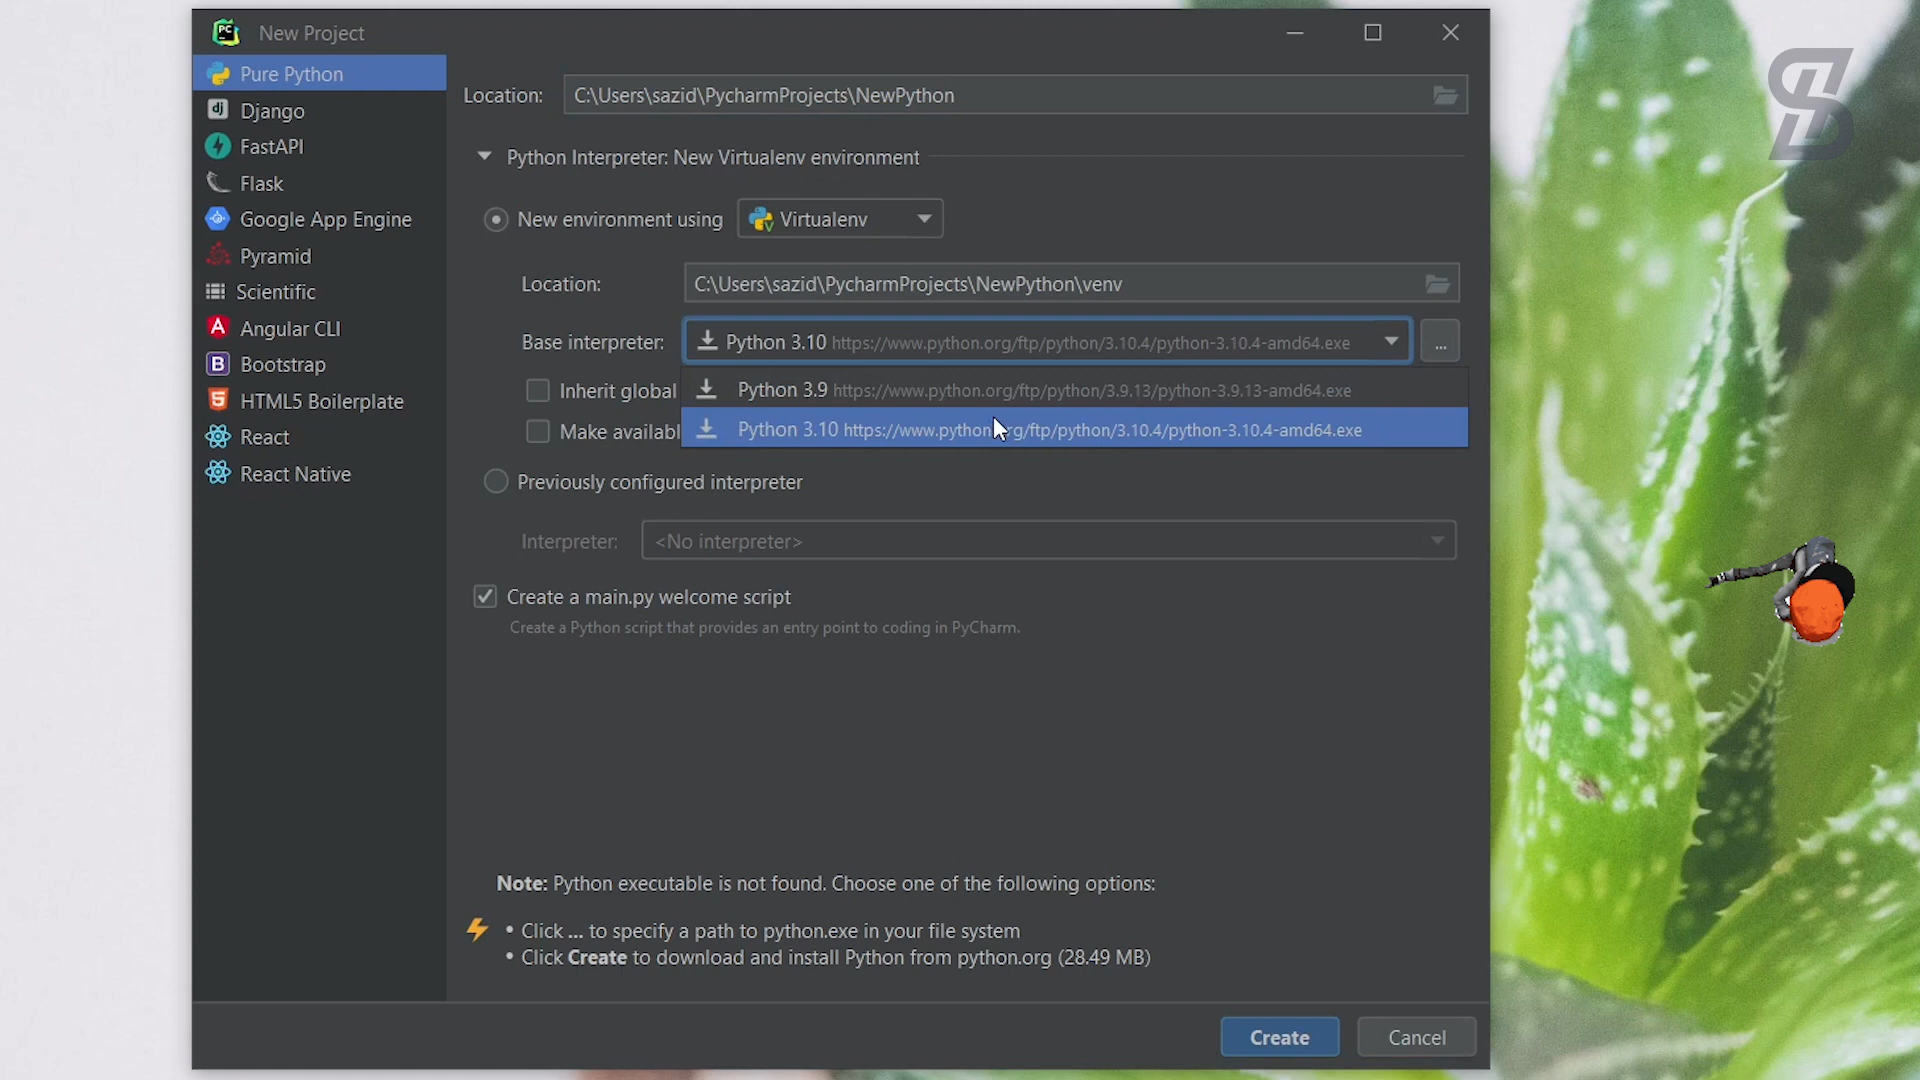 New Project
Pure Python
Django
FastAPI
Flask
Google App Engine
Pyramid
Scientific
Angular CLI
Bootstrap
HTML5 Boilerplate
React
React Native
Location: C:\Users\sazid\PycharmProjects\NewPython
Python Interpreter: New Virtualenv environment
New environment using Virtualenv
Location: C:\Users\sazid\PycharmProjects\NewPython\venv
Base interpreter: Python 3.10 https://www.python.org/ftp/python/3.10.4/python-3.10.4-amd64.exe ...
Inherit global Python 3.9 https://www.python.org/ftp/python/3.9.13/python-3.9.13-amd64.exe
Make availabl Python 3.10 https://www.python.org/ftp/python/3.10.4/python-3.10.4-amd64.exe
Previously configured interpreter
Interpreter: <No interpreter>
Create a main.py welcome script
Create a Python script that provides an entry point to coding in PyCharm.
Note: Python executable is not found. Choose one of the following options:
• Click ... to specify a path to python.exe in your file system
• Click Create to download and install Python from python.org (28.49 MB)
Create Cancel